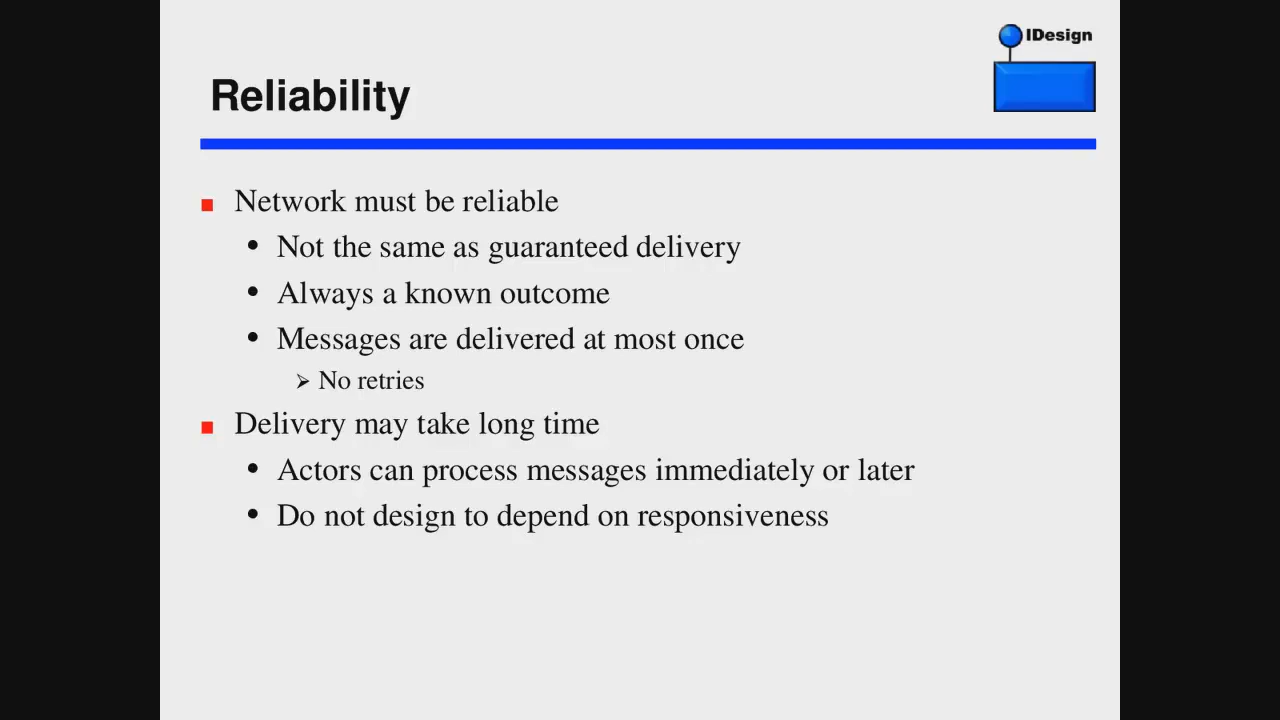 IDesign
Reliability
Network must be reliable
Not the same as guaranteed delivery
Always a known outcome
Messages are delivered at most once
No retries
Delivery may take long time
Actors can process messages immediately or later
Do not design to depend on responsiveness